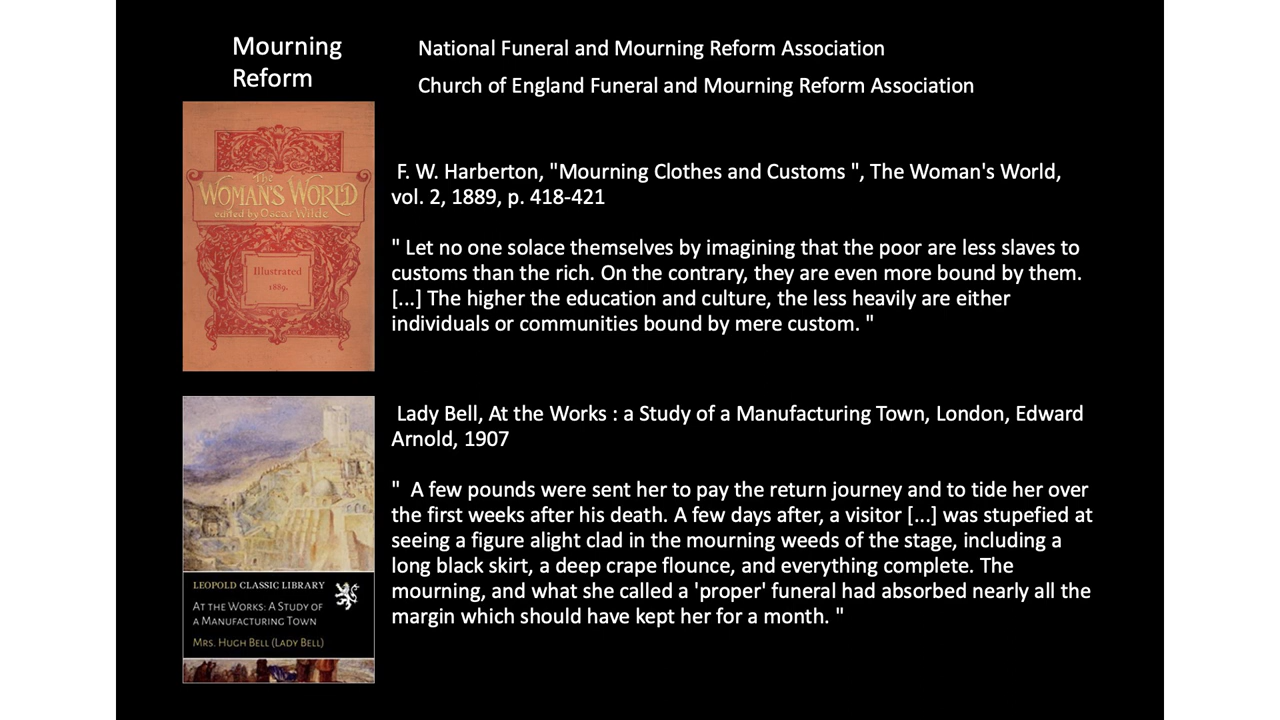 Mourning
Reform
National Funeral and Mourning Reform Association
Church of England Funeral and Mourning Reform Association
The
WOMAN'S WORLD
edited by Oscar Wilde
Illustrated
1889.
F. W. Harberton, "Mourning Clothes and Customs ", The Woman's World,
vol. 2, 1889, p. 418-421
" Let no one solace themselves by imagining that the poor are less slaves to
customs than the rich. On the contrary, they are even more bound by them.
[...] The higher the education and culture, the less heavily are either
individuals or communities bound by mere custom. "
LEOPOLD CLASSIC LIBRARY
AT THE WORKS: A STUDY OF
A MANUFACTURING TOWN
MRS. HUGH BELL (LADY BELL)
Lady Bell, At the Works : a Study of a Manufacturing Town, London, Edward
Arnold, 1907
"  A few pounds were sent her to pay the return journey and to tide her over
the first weeks after his death. A few days after, a visitor [...] was stupefied at
seeing a figure alight clad in the mourning weeds of the stage, including a
long black skirt, a deep crape flounce, and everything complete. The
mourning, and what she called a 'proper' funeral had absorbed nearly all the
margin which should have kept her for a month. "